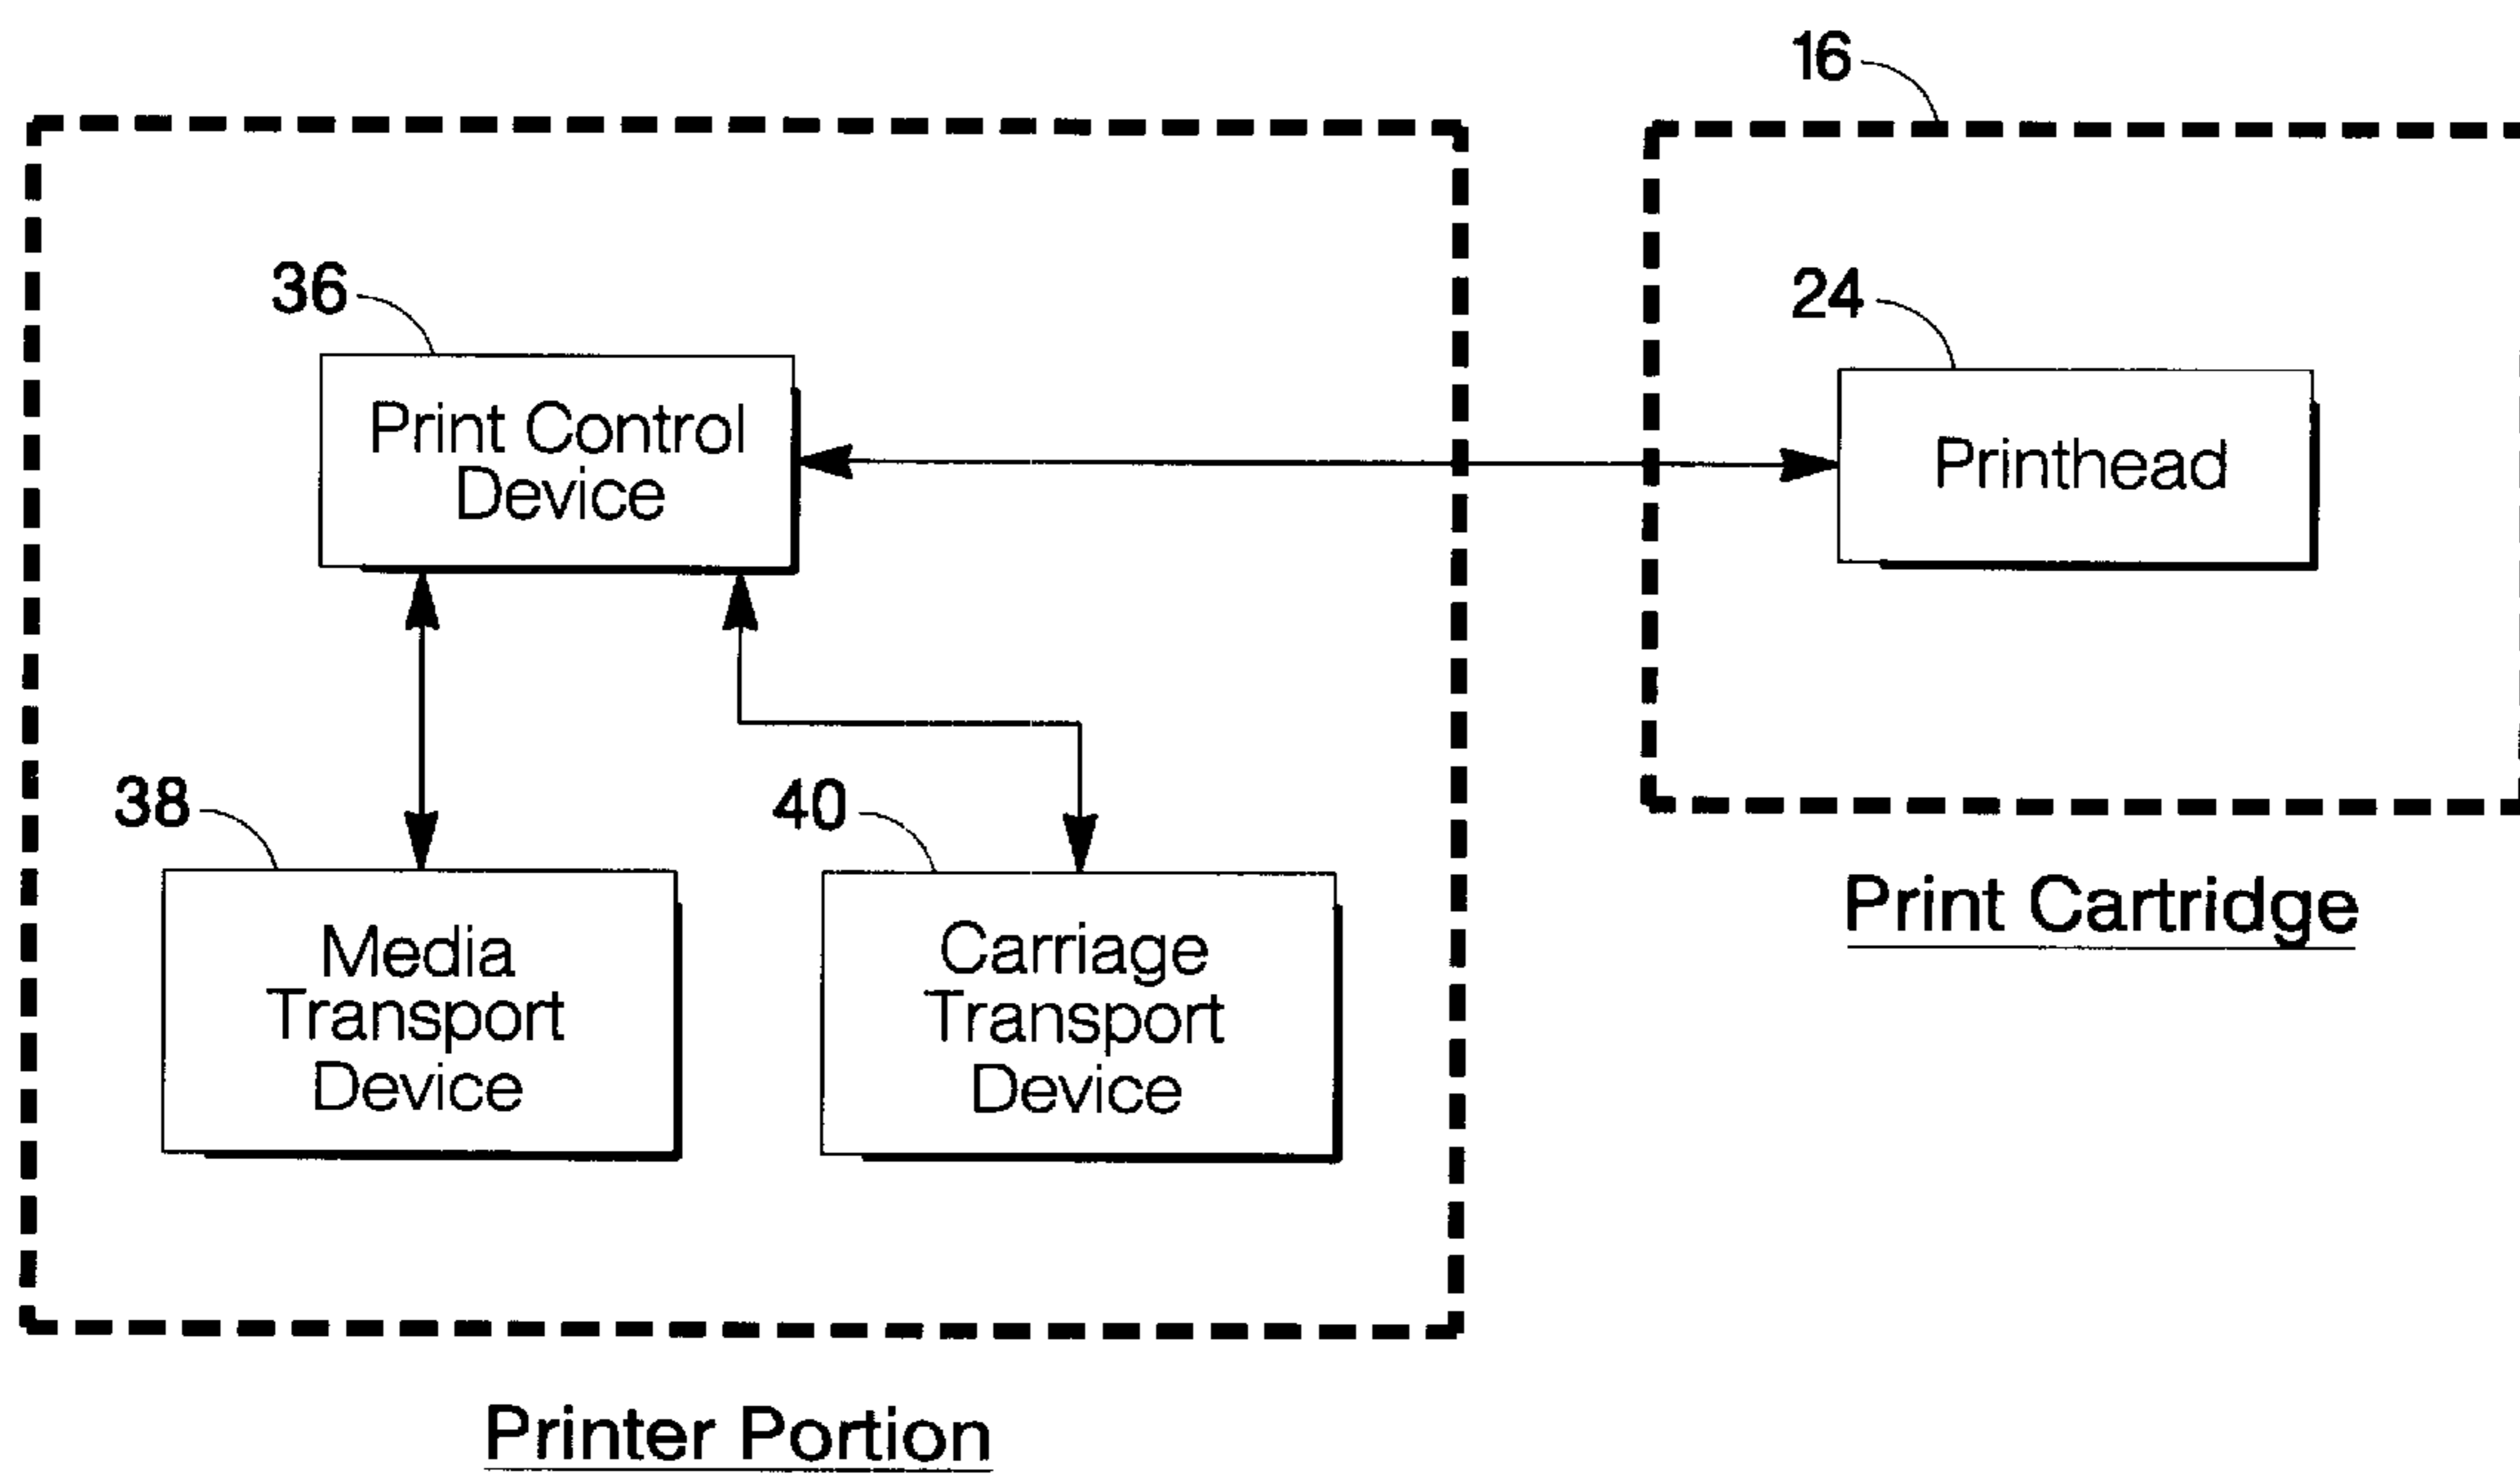 16
36
Print Control
Device
24
Printhead
38
Media
Transport
Device
40
Carriage
Transport
Device
Print Cartridge
Printer Portion